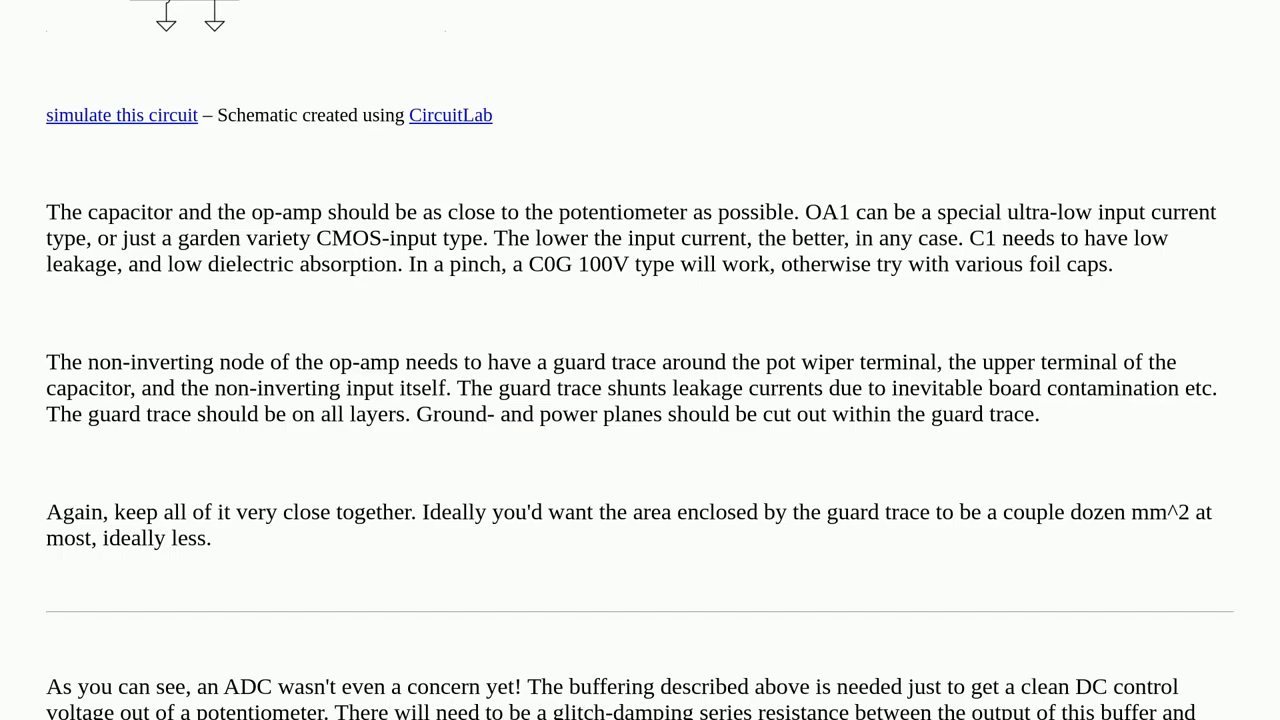 simulate this circuit – Schematic created using CircuitLab
The capacitor and the op-amp should be as close to the potentiometer as possible. OA1 can be a special ultra-low input current
type, or just a garden variety CMOS-input type. The lower the input current, the better, in any case. C1 needs to have low
leakage, and low dielectric absorption. In a pinch, a C0G 100V type will work, otherwise try with various foil caps.
The non-inverting node of the op-amp needs to have a guard trace around the pot wiper terminal, the upper terminal of the
capacitor, and the non-inverting input itself. The guard trace shunts leakage currents due to inevitable board contamination etc.
The guard trace should be on all layers. Ground- and power planes should be cut out within the guard trace.
Again, keep all of it very close together. Ideally you'd want the area enclosed by the guard trace to be a couple dozen mm^2 at
most, ideally less.
As you can see, an ADC wasn't even a concern yet! The buffering described above is needed just to get a clean DC control
voltage out of a potentiometer. There will need to be a glitch-damping series resistance between the output of this buffer and